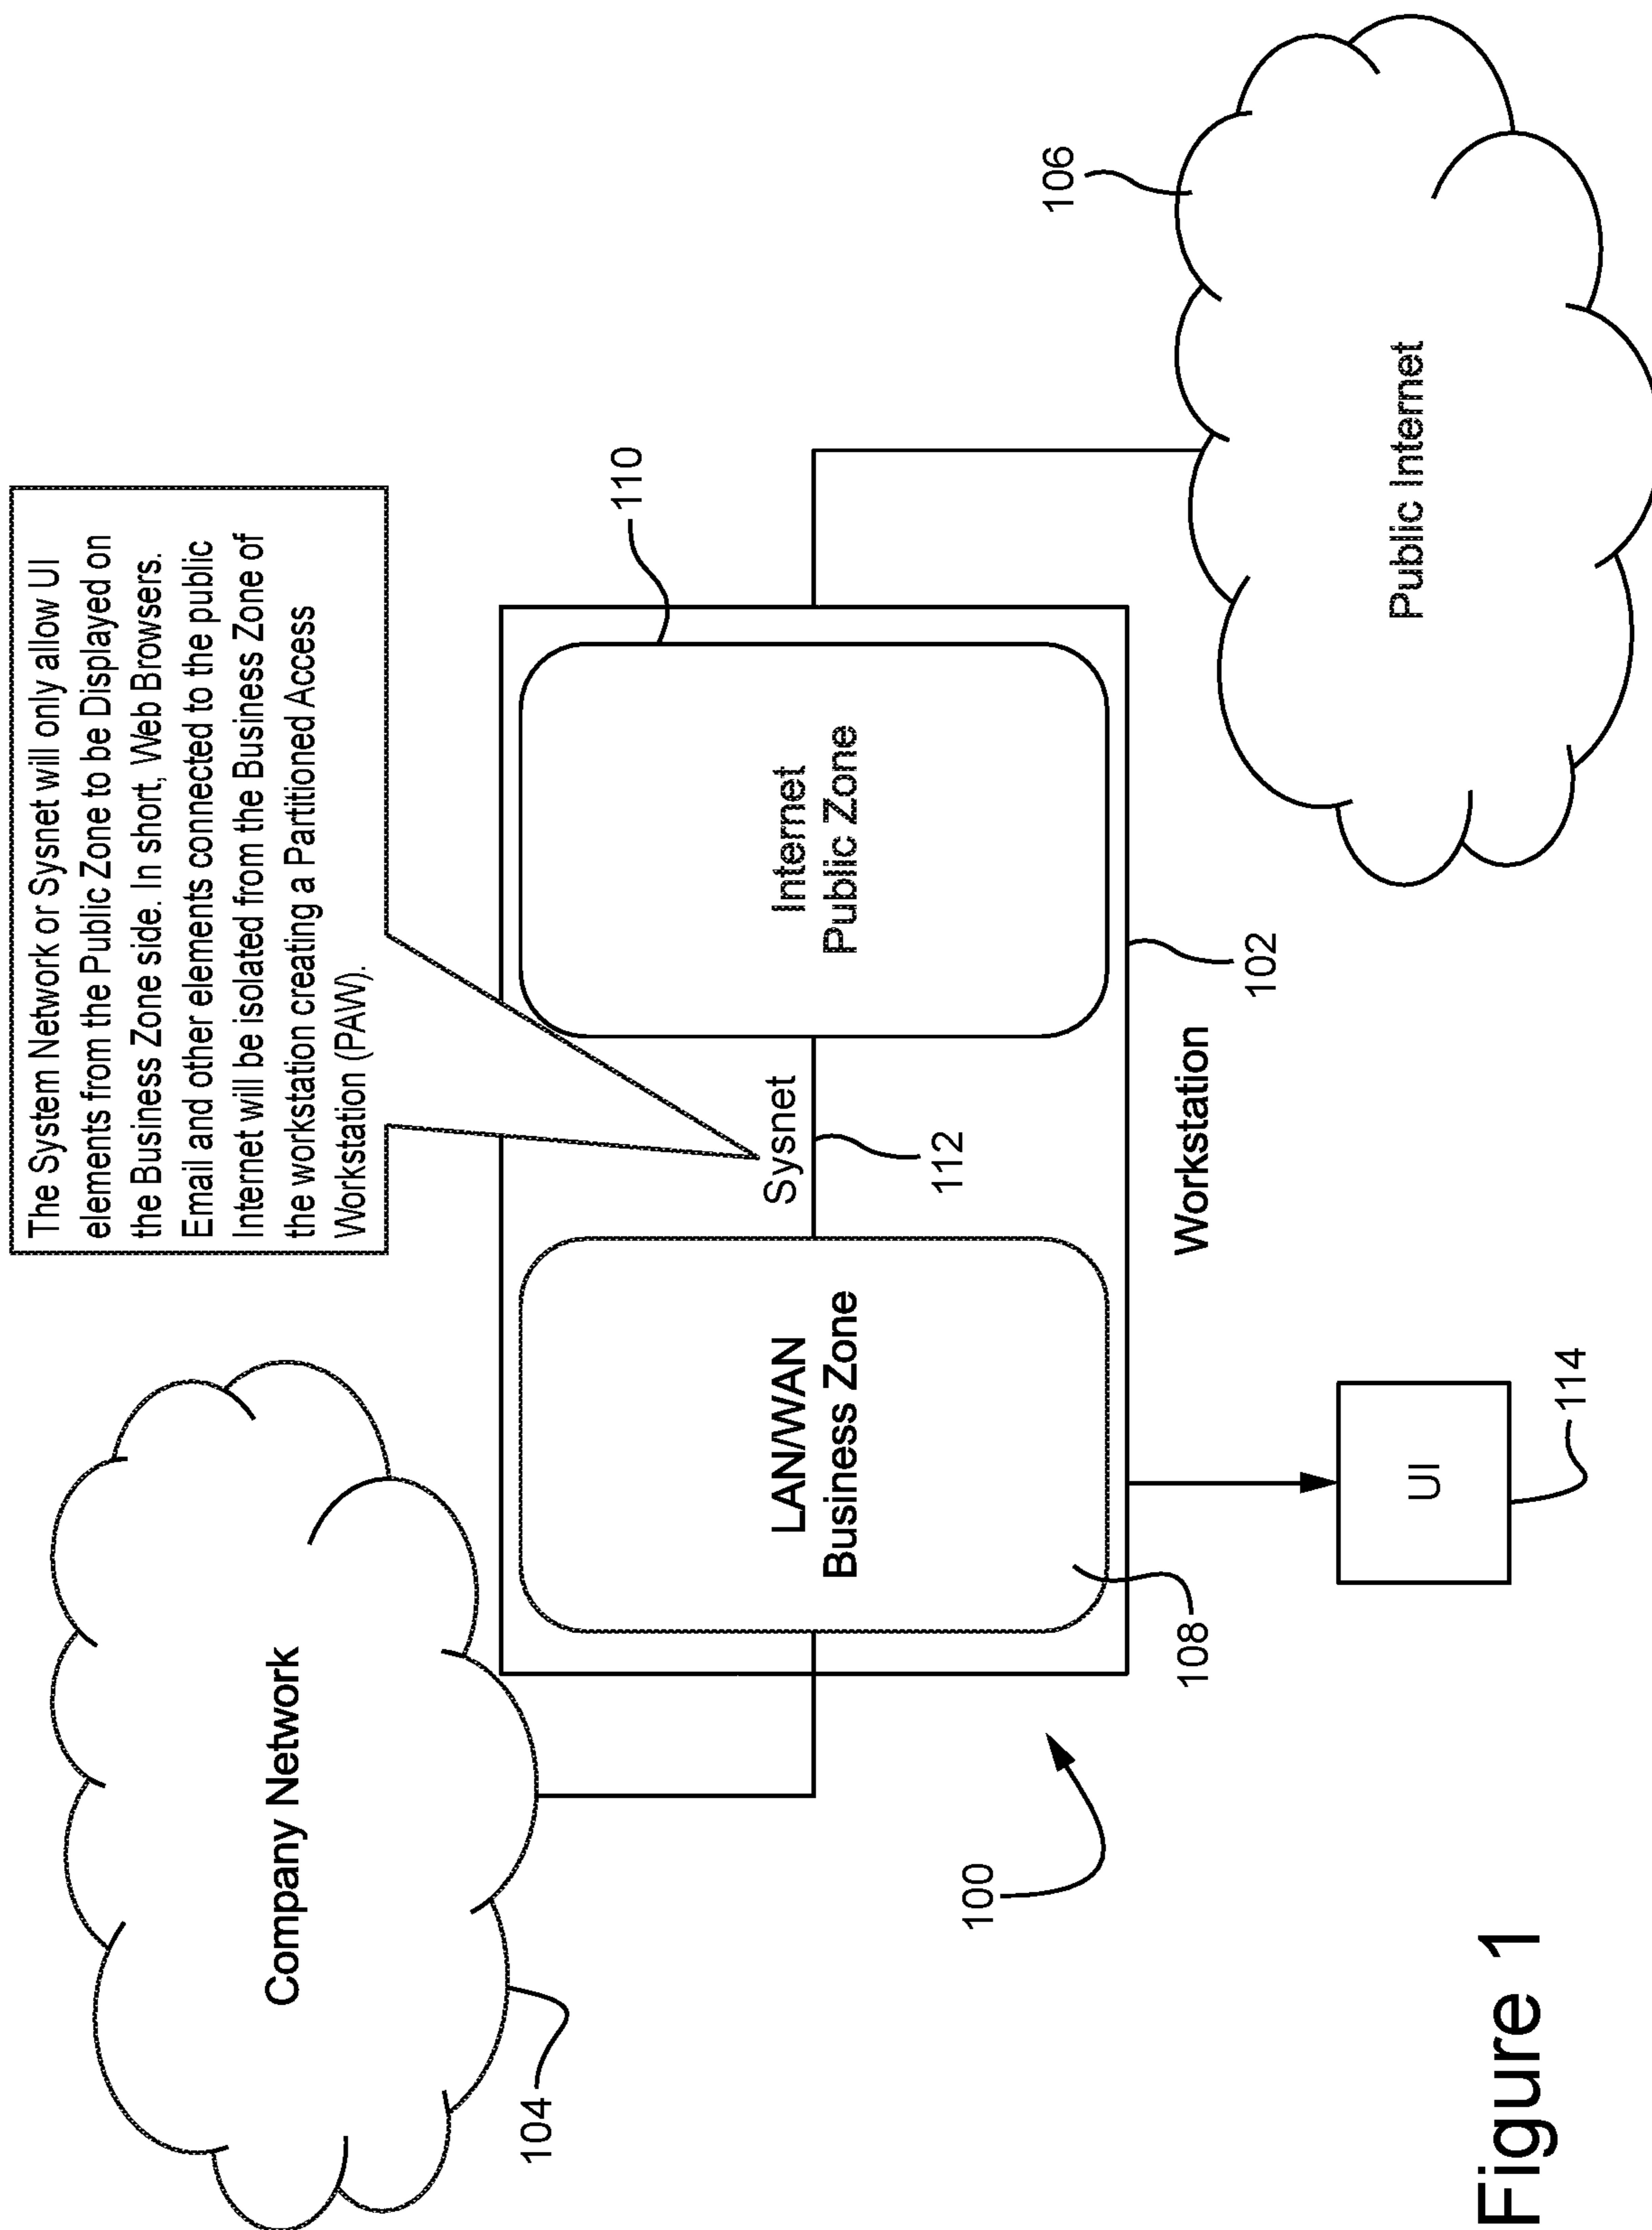 The System Network or Sysnet will only allow UI
elements from the Public Zone to be Displayed on
the Business Zone side. In short, Web Browsers.
Email and other elements connected to the public
Internet will be isolated from the Business Zone of
the workstation creating a Partitioned Access
Workstation (PAW).
Company Network
104
110
106
LAN/WAN
Business Zone
Sysnet
112
Internet
Public Zone
108
Workstation
102
Public Internet
100
UI
114
Figure 1